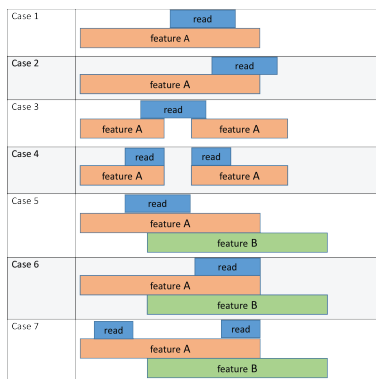 Case 1
read
feature A
Case 2
read
feature A
Case 3
read
feature A feature A
Case 4
read read
feature A feature A
Case 5
read
feature A
feature B
Case 6
read
feature A
feature B
Case 7
read read
feature A
feature B